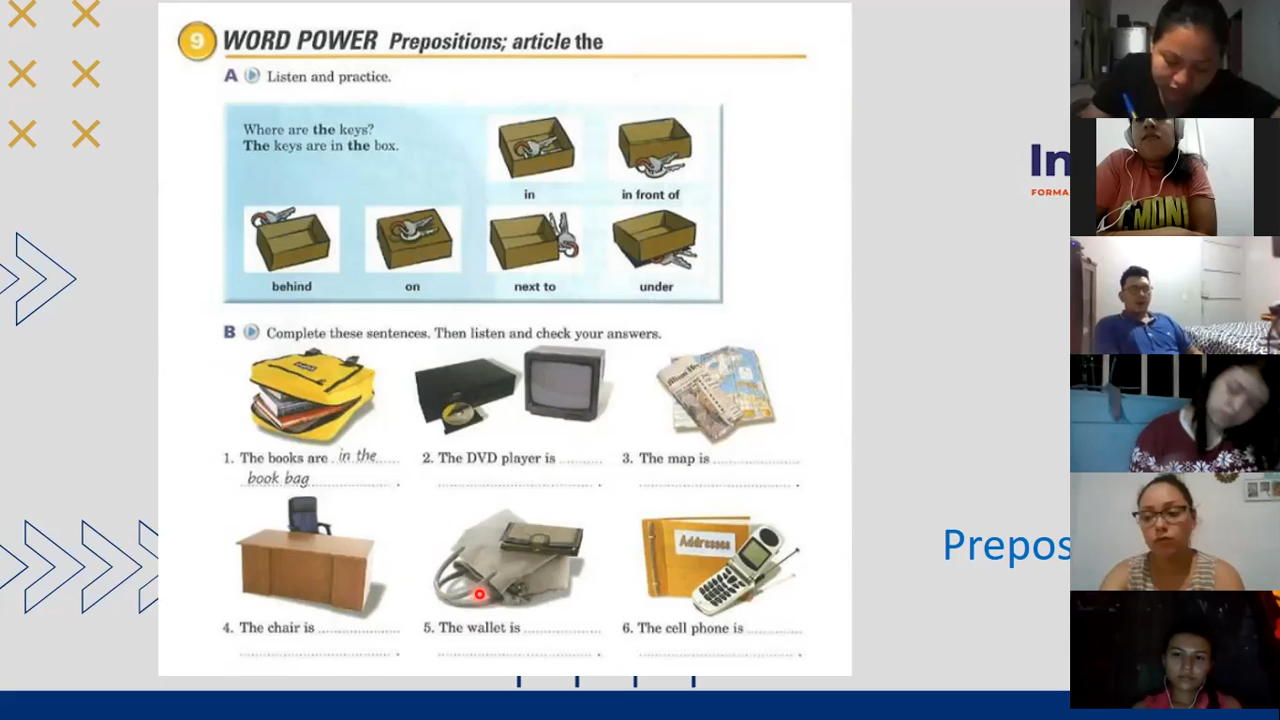 9 WORD POWER Prepositions; article the
A Listen and practice.
Where are the keys?
The keys are in the box.
in
in front of
behind
on
next to
under
B Complete these sentences. Then listen and check your answers.
1. The books are in the
book bag.
2. The DVD player is
3. The map is
Addresses
4. The chair is
5. The wallet is
6. The cell phone is
In
FORMA
Prepos
MONI